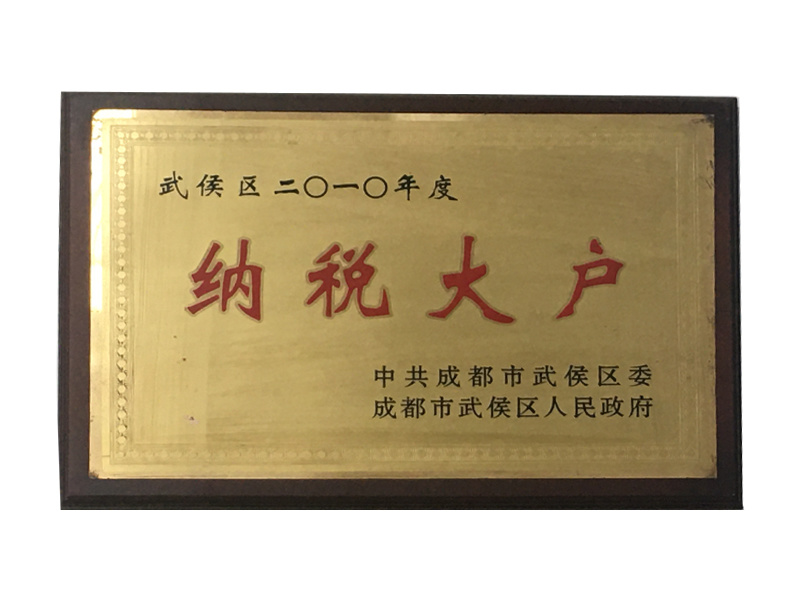 武侯区二〇一〇年度
纳税大户
中共成都市武侯区委
成都市武侯区人民政府